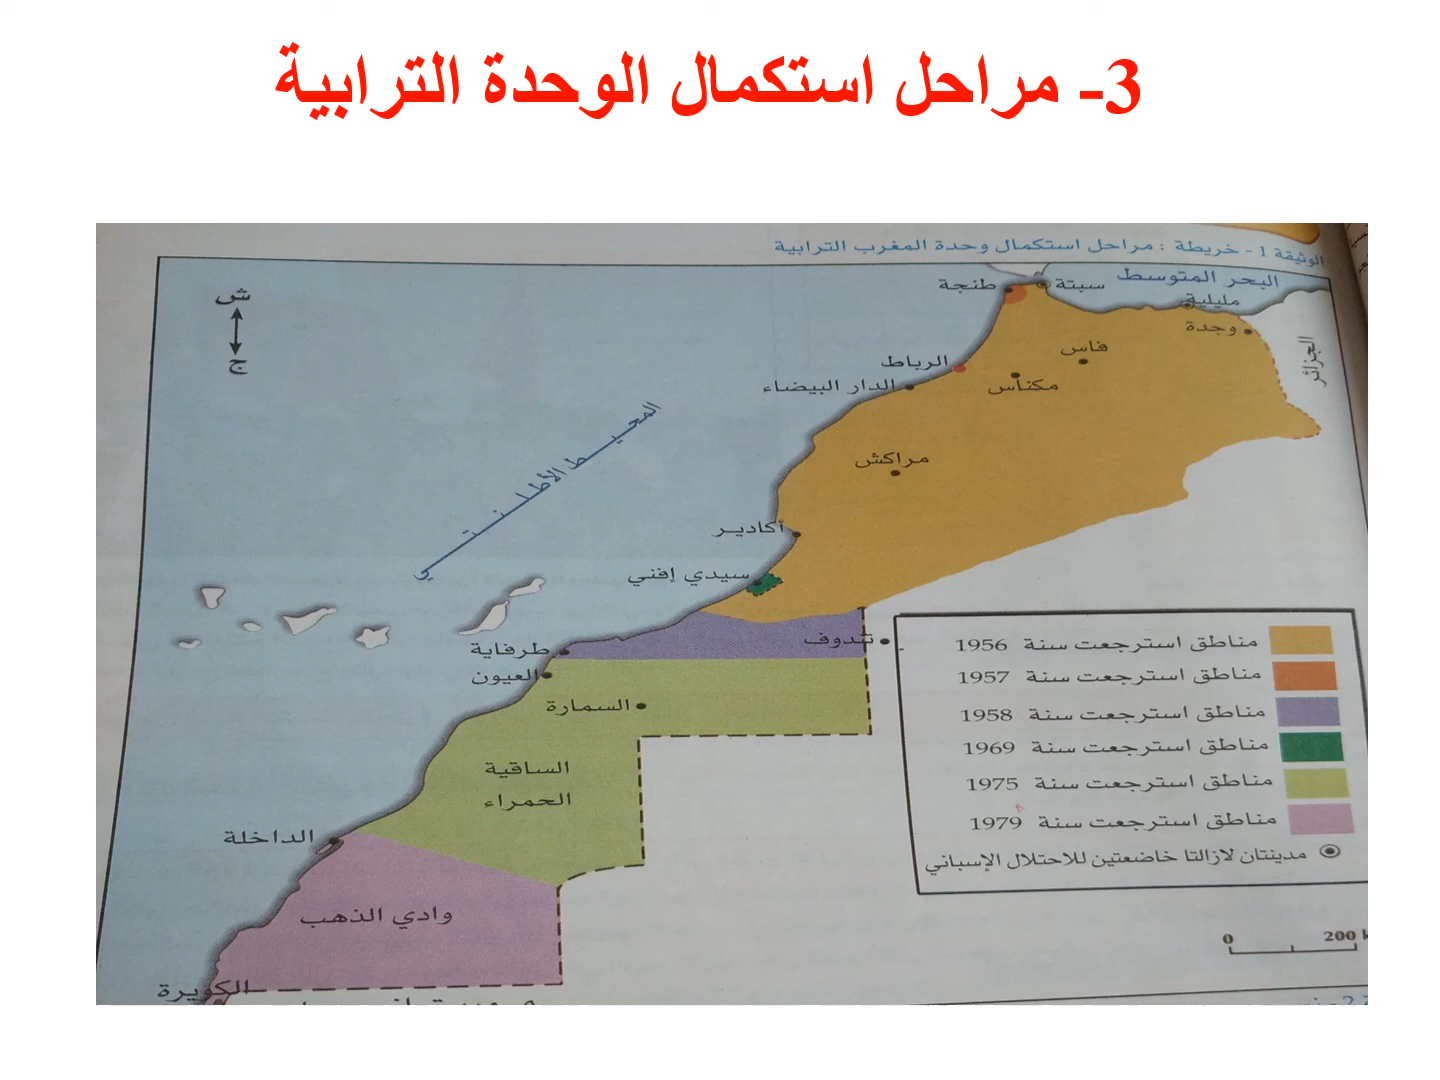 3- مراحل استكمال الوحدة الترابية
الوثيقة 1 - خريطة : مراحل استكمال وحدة المغرب الترابية
البحر المتوسط
سبتة
طنجة
مليلية
وجدة
الجزائر
فاس
الرباط
مكناس
الدار البيضاء
مراكش
ش
ج
المحيط الأطلنتي
أكادير
سيدي إفني
تندوف
طرفاية
العيون
السمارة
الساقية
الحمراء
الداخلة
وادي الذهب
الكويرة
مناطق استرجعت سنة 1956
مناطق استرجعت سنة 1957
مناطق استرجعت سنة 1958
مناطق استرجعت سنة 1969
مناطق استرجعت سنة 1975
مناطق استرجعت سنة 1979
مدينتان لازالتا خاضعتين للاحتلال الإسباني
0 200